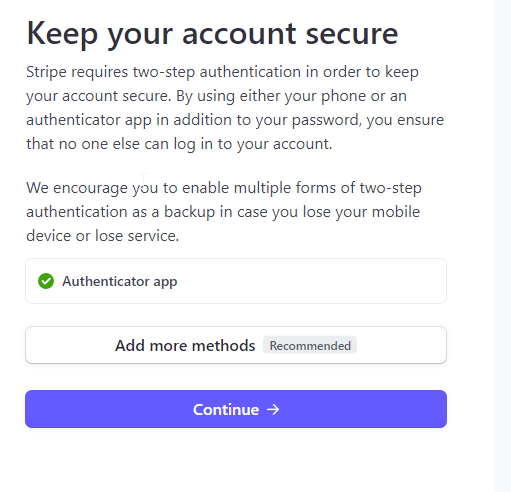 Keep your account secure
Stripe requires two-step authentication in order to keep
your account secure. By using either your phone or an
authenticator app in addition to your password, you ensure
that no one else can log in to your account.
We encourage you to enable multiple forms of two-step
authentication as a backup in case you lose your mobile
device or lose service.
Authenticator app
Add more methods Recommended
Continue →